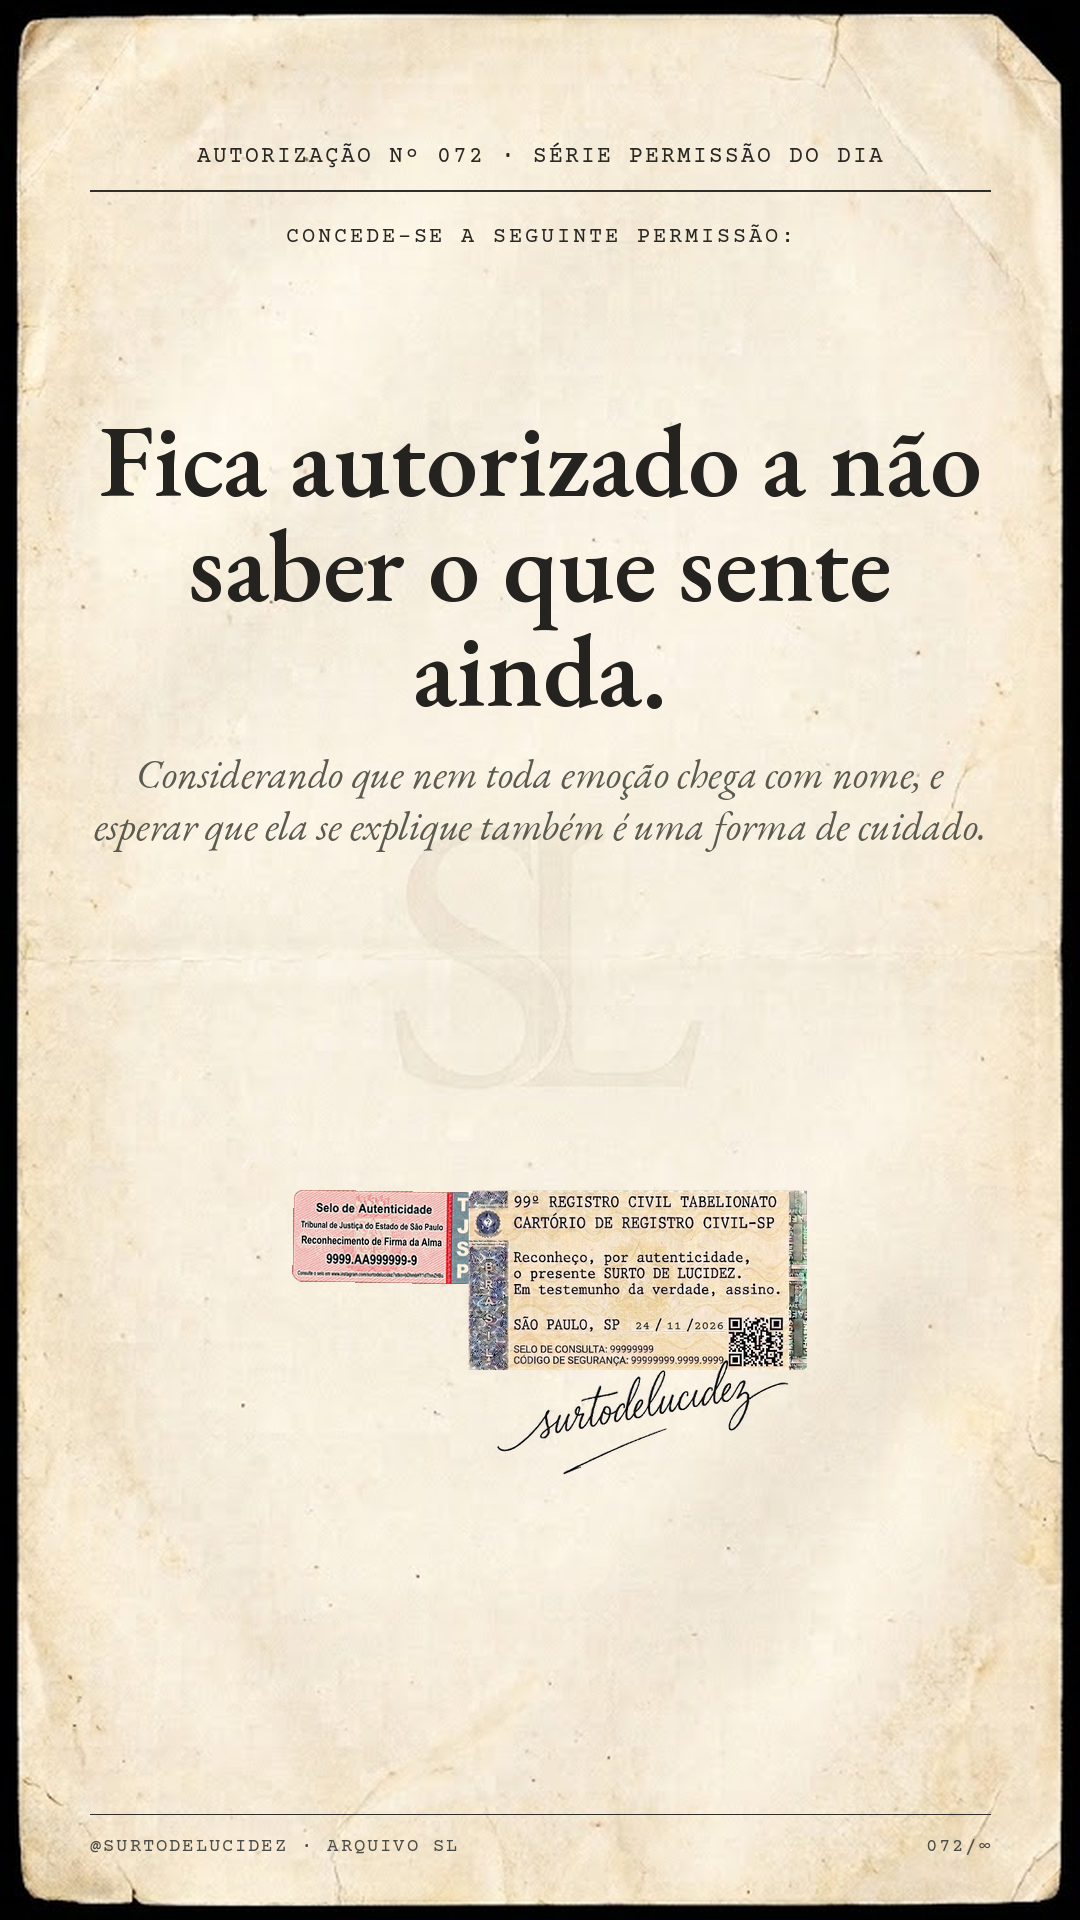 AUTORIZAÇÃO Nº 072 · SÉRIE PERMISSÃO DO DIA
CONCEDE-SE A SEGUINTE PERMISSÃO:
Fica autorizado a não
saber o que sente
ainda.
Considerando que nem toda emoção chega com nome, e
esperar que ela se explique também é uma forma de cuidado.
SL
Selo de Autenticidade
Tribunal de Justiça do Estado de São Paulo
Reconhecimento de Firma da Alma
9999.AA999999-9
TJSP
BRASIL
99º REGISTRO CIVIL TABELIONATO
CARTÓRIO DE REGISTRO CIVIL-SP
Reconheço, por autenticidade,
o presente SURTO DE LUCIDEZ.
Em testemunho da verdade, assino.
SÃO PAULO, SP 24 / 11 /2026
SELO DE CONSULTA: 99999999
CÓDIGO DE SEGURANÇA: 99999999.9999.9999
surtodelucidez
@SURTODELUCIDEZ · ARQUIVO SL
072/∞